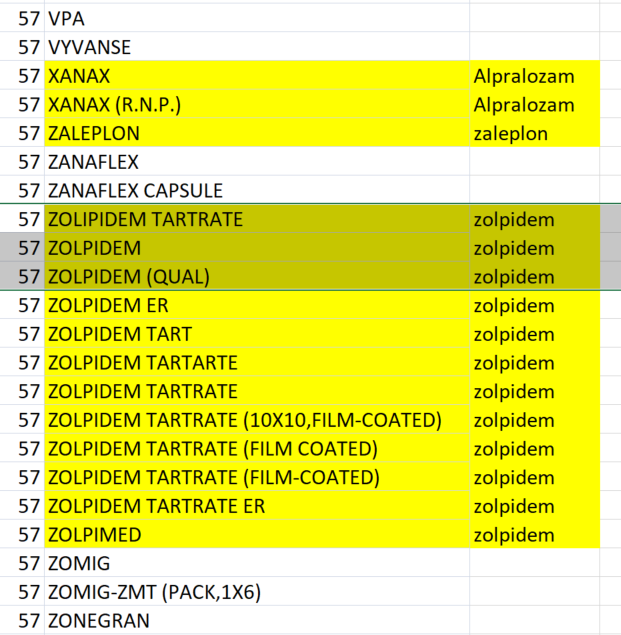 57 VPA
57 VYVANSE
57 XANAX Alpralozam
57 XANAX (R.N.P.) Alpralozam
57 ZALEPLON zaleplon
57 ZANAFLEX
57 ZANAFLEX CAPSULE
57 ZOLIPIDEM TARTRATE zolpidem
57 ZOLPIDEM zolpidem
57 ZOLPIDEM (QUAL) zolpidem
57 ZOLPIDEM ER zolpidem
57 ZOLPIDEM TART zolpidem
57 ZOLPIDEM TARTARTE zolpidem
57 ZOLPIDEM TARTRATE zolpidem
57 ZOLPIDEM TARTRATE (10X10,FILM-COATED) zolpidem
57 ZOLPIDEM TARTRATE (FILM COATED) zolpidem
57 ZOLPIDEM TARTRATE (FILM-COATED) zolpidem
57 ZOLPIDEM TARTRATE ER zolpidem
57 ZOLPIMED zolpidem
57 ZOMIG
57 ZOMIG-ZMT (PACK,1X6)
57 ZONEGRAN